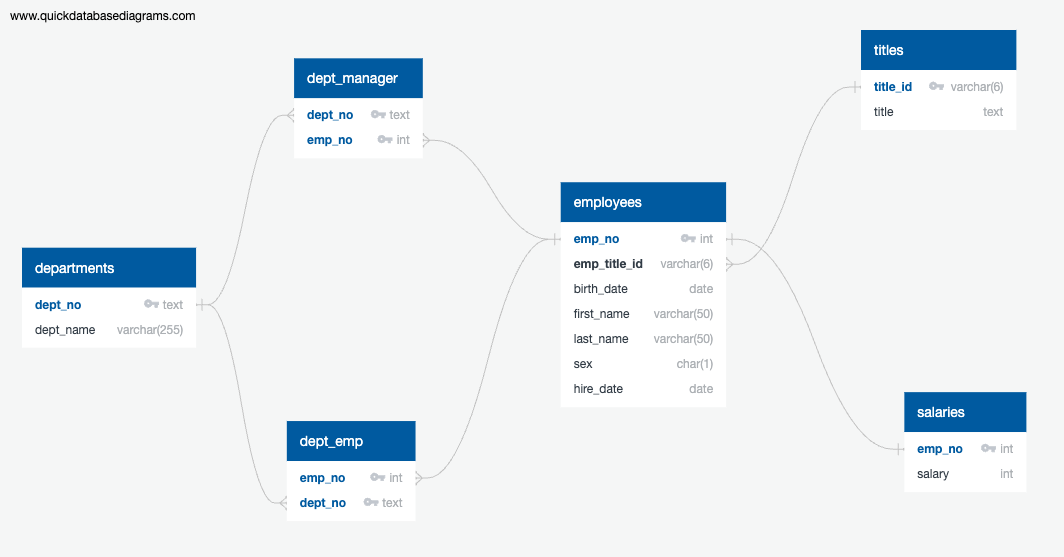 www.quickdatabasediagrams.com
dept_manager
dept_no text
emp_no int
departments
dept_no text
dept_name varchar(255)
dept_emp
emp_no int
dept_no text
employees
emp_no int
emp_title_id varchar(6)
birth_date date
first_name varchar(50)
last_name varchar(50)
sex char(1)
hire_date date
titles
title_id varchar(6)
title text
salaries
emp_no int
salary int